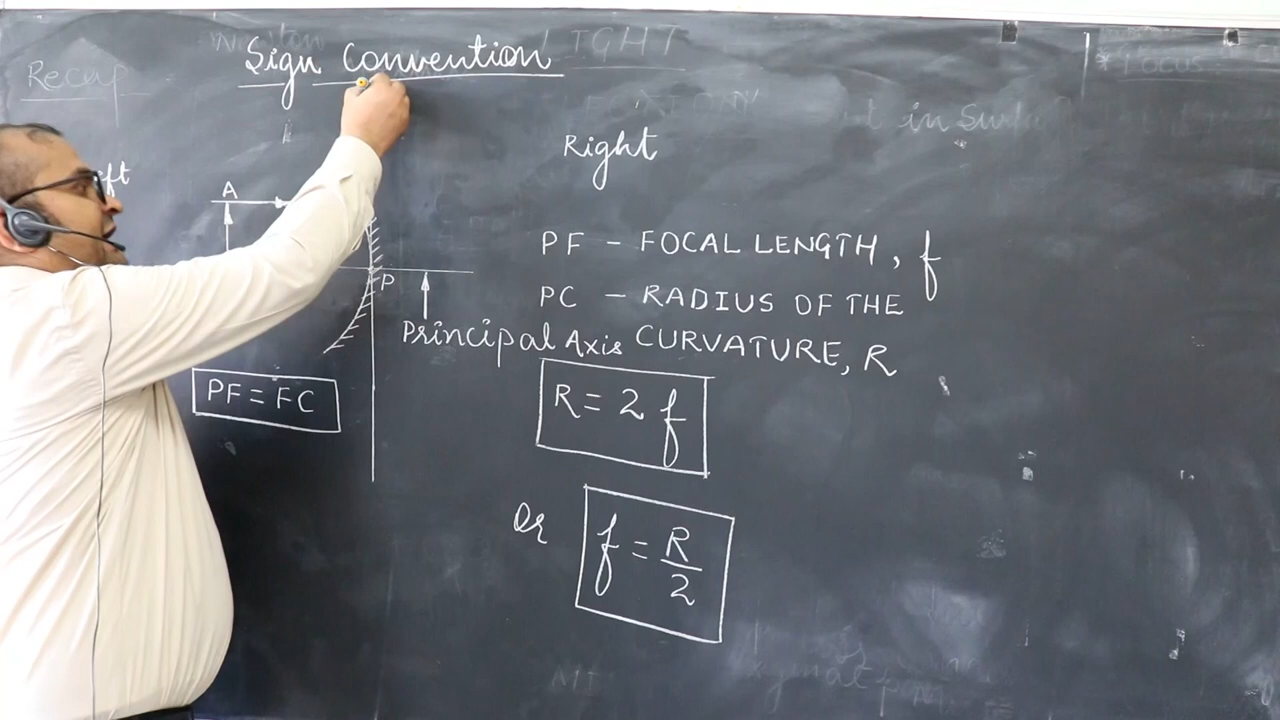 Sign Convention
Recap
Right
A
PF - FOCAL LENGTH, f
P
PC - RADIUS OF THE
CURVATURE, R
Principal Axis
PF = FC
R = 2 f
Or
f = R/2
* Focus